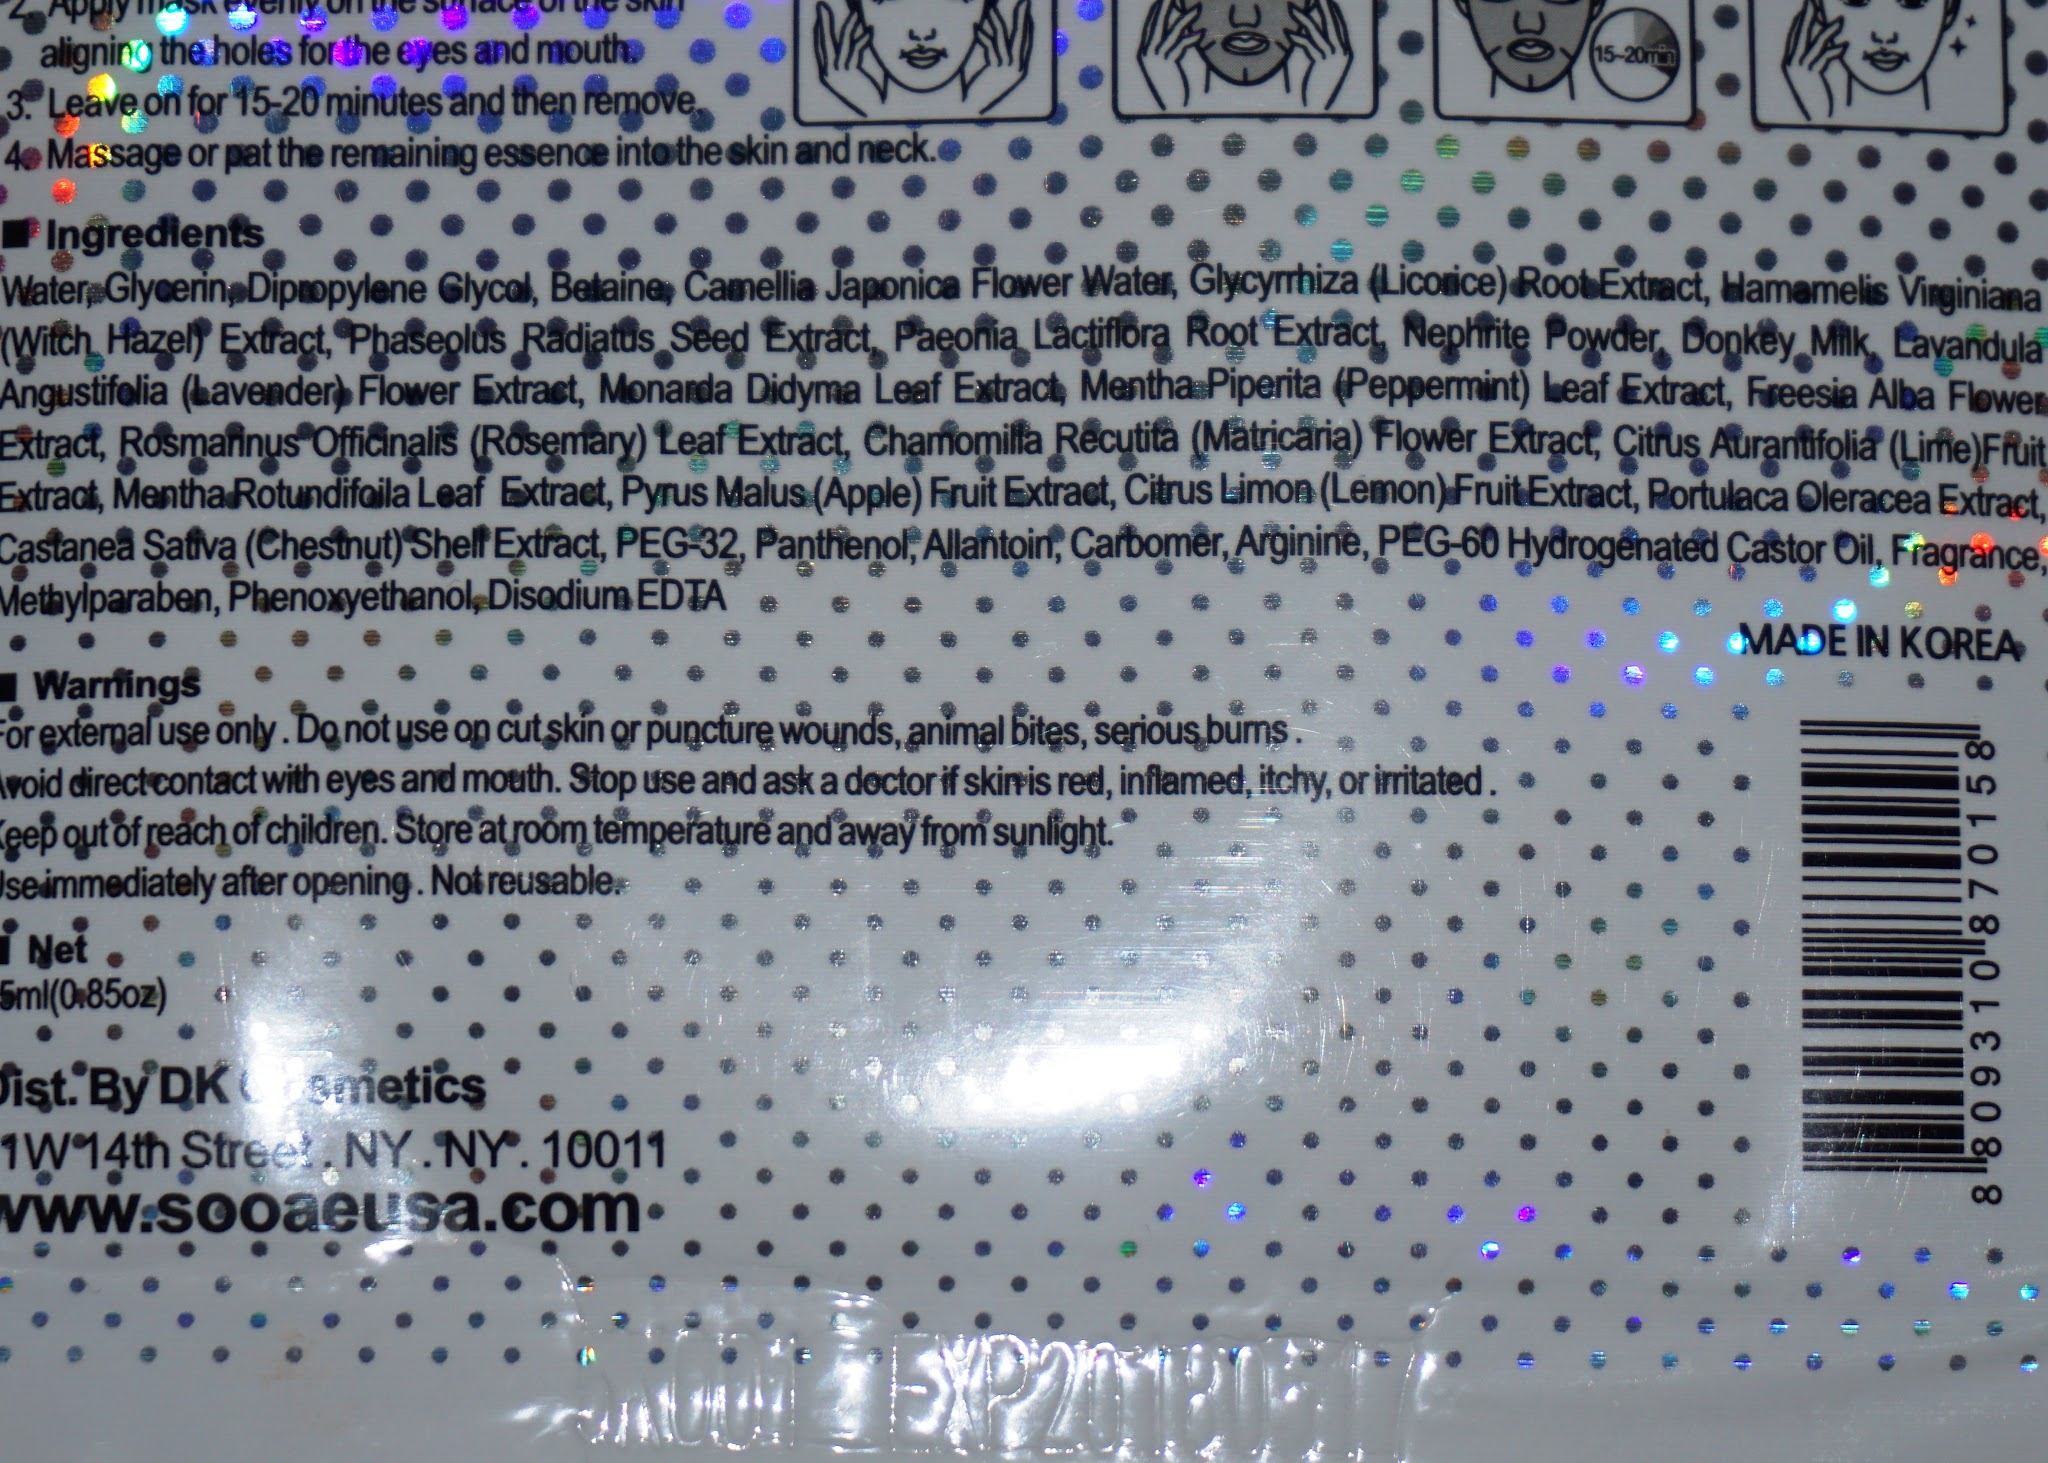 2. Apply mask evenly on the surface of the skin
aligning the holes for the eyes and mouth.
3. Leave on for 15-20 minutes and then remove.
4. Massage or pat the remaining essence into the skin and neck.
15~20min
■ Ingredients
Water, Glycerin, Dipropylene Glycol, Betaine, Camellia Japonica Flower Water, Glycyrrhiza (Licorice) Root Extract, Hamamelis Virginiana
(Witch Hazel) Extract, Phaseolus Radiatus Seed Extract, Paeonia Lactiflora Root Extract, Nephrite Powder, Donkey Milk, Lavandula
Angustifolia (Lavender) Flower Extract, Monarda Didyma Leaf Extract, Mentha Piperita (Peppermint) Leaf Extract, Freesia Alba Flower
Extract, Rosmarinus Officinalis (Rosemary) Leaf Extract, Chamomilla Recutita (Matricaria) Flower Extract, Citrus Aurantifolia (Lime)Fruit
Extract, Mentha Rotundifoila Leaf Extract, Pyrus Malus (Apple) Fruit Extract, Citrus Limon (Lemon) Fruit Extract, Portulaca Oleracea Extract,
Castanea Sativa (Chestnut) Shell Extract, PEG-32, Panthenol, Allantoin, Carbomer, Arginine, PEG-60 Hydrogenated Castor Oil, Fragrance,
Methylparaben, Phenoxyethanol, Disodium EDTA
MADE IN KOREA
■ Warnings
For external use only . Do not use on cut skin or puncture wounds, animal bites, serious burns .
Avoid direct contact with eyes and mouth. Stop use and ask a doctor if skin is red, inflamed, itchy, or irritated .
Keep out of reach of children. Store at room temperature and away from sunlight.
Use immediately after opening . Not reusable.
■ Net
5ml(0.85oz)
Dist. By DK Cosmetics
1W 14th Street . NY . NY . 10011
www.sooaeusa.com
8809310870158